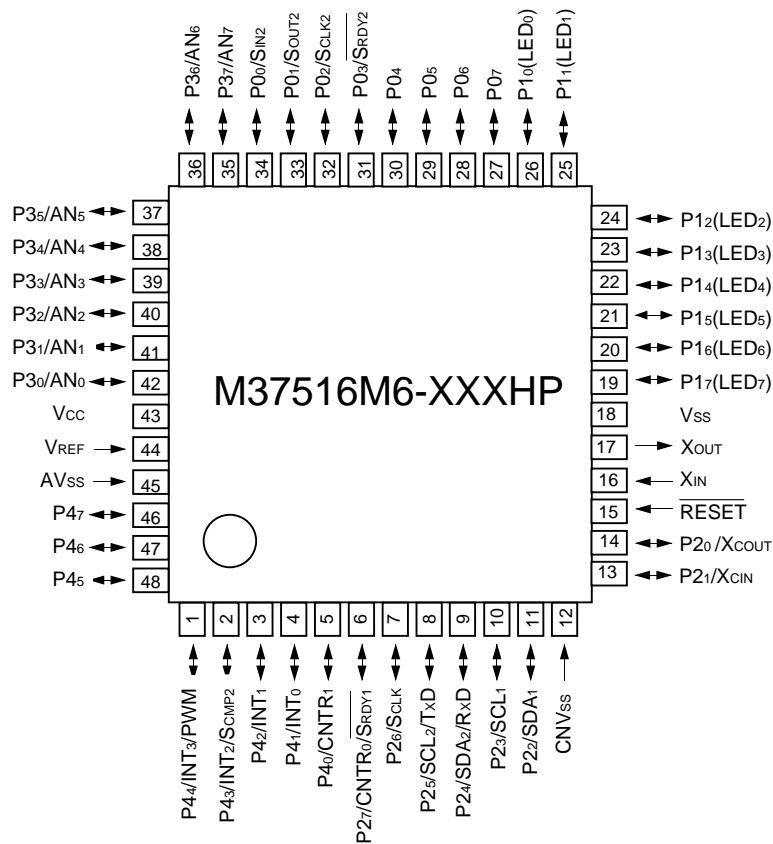 P36/AN6
P37/AN7
P00/SIN2
P01/SOUT2
P02/SCLK2
P03/SRDY2
P04
P05
P06
P07
P10(LED0)
P11(LED1)
36
35
34
33
32
31
30
29
28
27
26
25
P35/AN5 37
P34/AN4 38
P33/AN3 39
P32/AN2 40
P31/AN1 41
P30/AN0 42
VCC 43
VREF 44
AVSS 45
P47 46
P46 47
P45 48
M37516M6-XXXHP
24 P12(LED2)
23 P13(LED3)
22 P14(LED4)
21 P15(LED5)
20 P16(LED6)
19 P17(LED7)
18 VSS
17 XOUT
16 XIN
15 RESET
14 P20/XCOUT
13 P21/XCIN
1
2
3
4
5
6
7
8
9
10
11
12
P44/INT3/PWM
P43/INT2/SCMP2
P42/INT1
P41/INT0
P40/CNTR1
P27/CNTR0/SRDY1
P26/SCLK
P25/SCL2/TxD
P24/SDA2/RxD
P23/SCL1
P22/SDA1
CNVSS